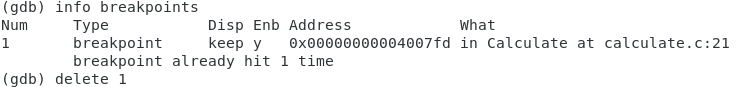 (gdb) info breakpoints
Num     Type           Disp Enb Address            What
1       breakpoint     keep y   0x00000000004007fd in Calculate at calculate.c:21
        breakpoint already hit 1 time
(gdb) delete 1